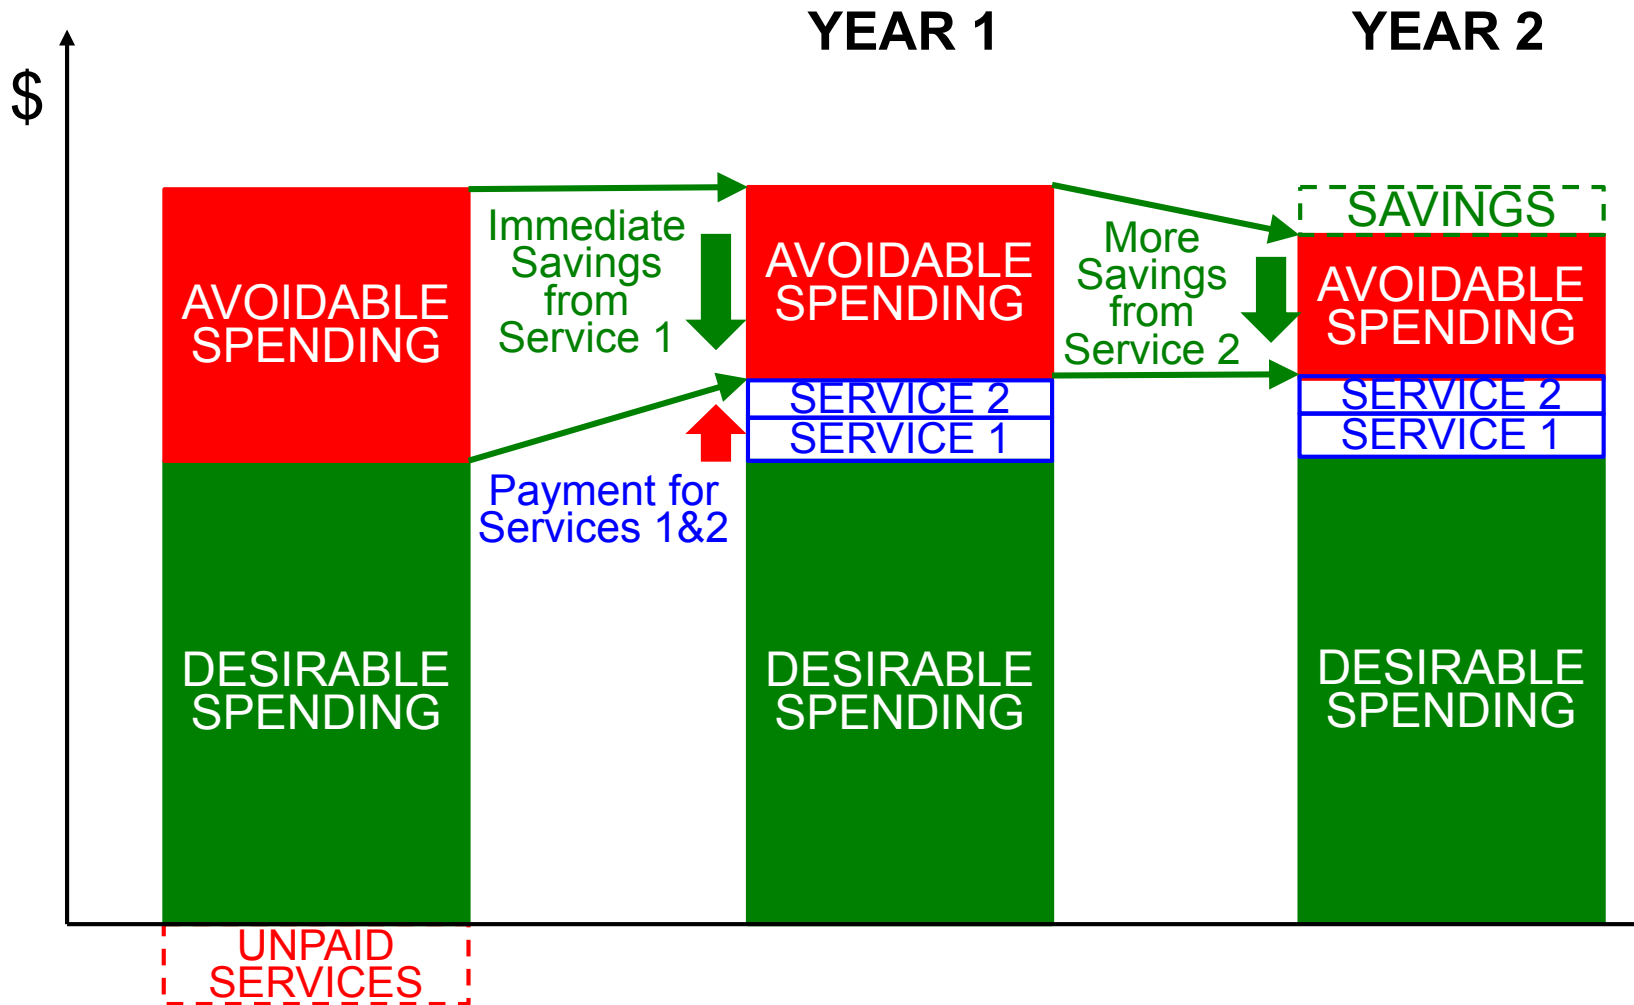 YEAR 1
YEAR 2
$
AVOIDABLE
SPENDING
DESIRABLE
SPENDING
UNPAID
SERVICES
Immediate
Savings
from
Service 1
Payment for
Services 1&2
AVOIDABLE
SPENDING
SERVICE 2
SERVICE 1
DESIRABLE
SPENDING
More
Savings
from
Service 2
SAVINGS
AVOIDABLE
SPENDING
SERVICE 2
SERVICE 1
DESIRABLE
SPENDING